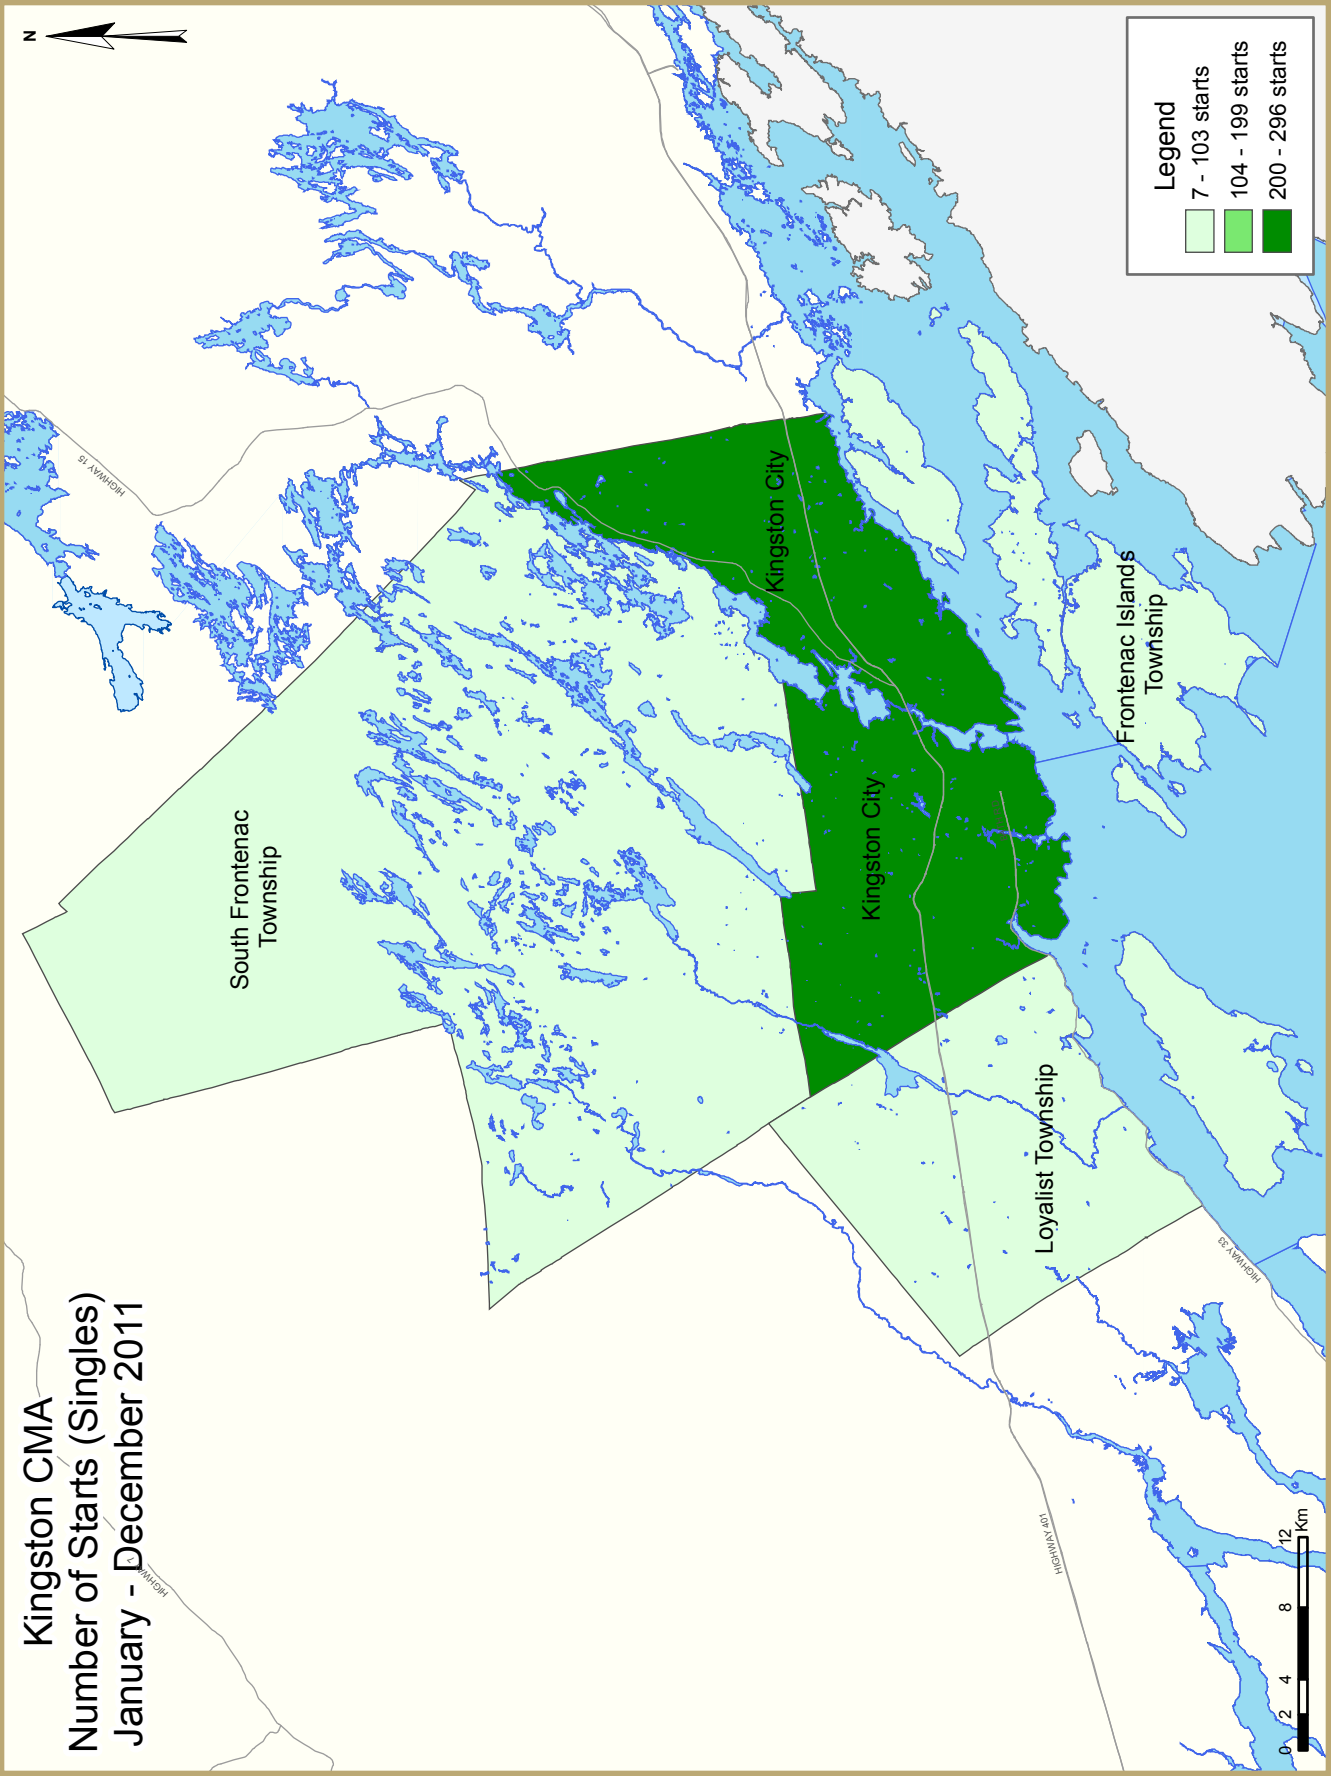 Kingston CMA
Number of Starts (Singles)
January - December 2011
N
HIGHWAY 15
South Frontenac
Township
Kingston City
Kingston City
Frontenac Islands
Township
Loyalist Township
HIGHWAY 33
HIGHWAY 401
HIGHWAY 7
Legend
7 - 103 starts
104 - 199 starts
200 - 296 starts
0 2 4 8 12
Km